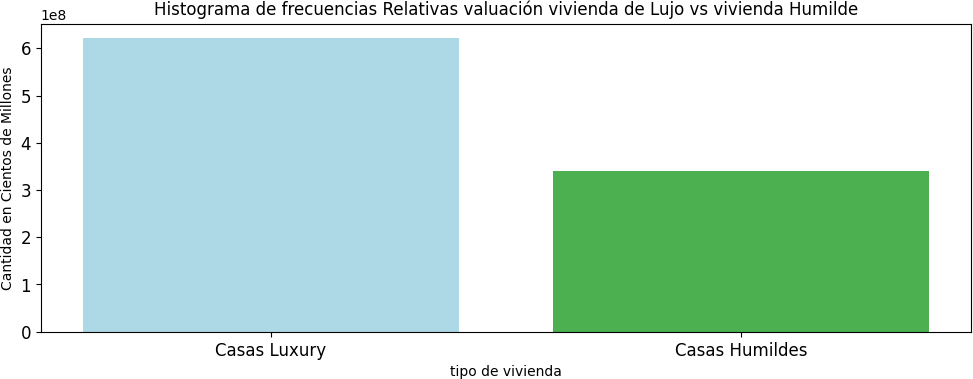 Histograma de frecuencias Relativas valuación vivienda de Lujo vs vivienda Humilde
1e8
6
5
4
3
2
1
0
Cantidad en Cientos de Millones
Casas Luxury
Casas Humildes
tipo de vivienda